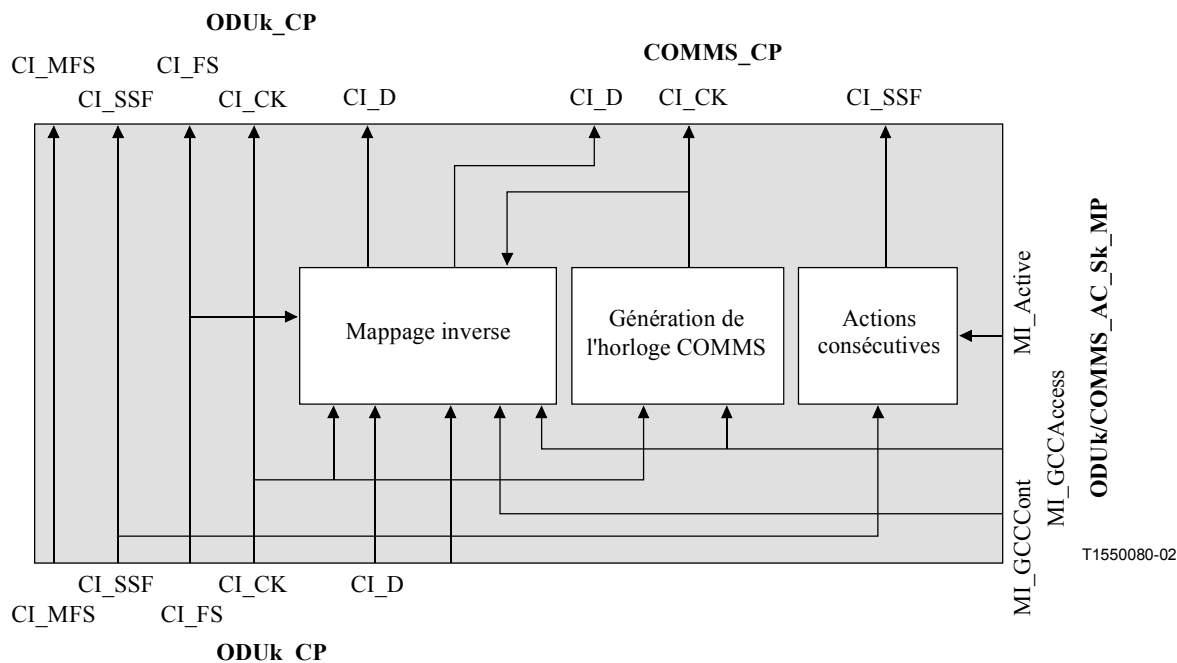 ODUk_CP
COMMS_CP
CI_MFS
CI_FS
CI_SSF
CI_CK
CI_D
CI_D
CI_CK
CI_SSF
Mappage inverse
Génération de
l'horloge COMMS
Actions
consécutives
MI_Active
MI_GCCAccess
MI_GCCCont
ODUk/COMMS_AC_Sk_MP
T1550080-02
CI_SSF
CI_CK
CI_D
CI_MFS
CI_FS
ODUk_CP